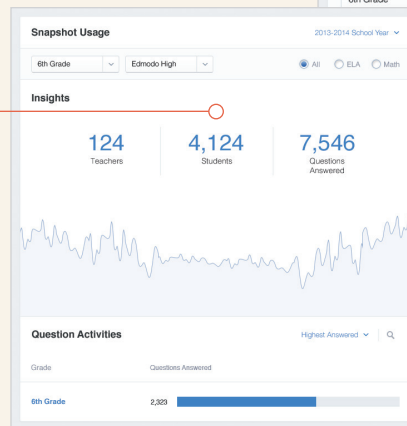 6th Grade
Snapshot Usage
2013-2014 School Year
6th Grade
Edmodo High
All
ELA
Math
Insights
124
4,124
7,546
Teachers
Students
Questions
Answered
Question Activities
Highest Answered
Grade
Questions Answered
6th Grade
2,323